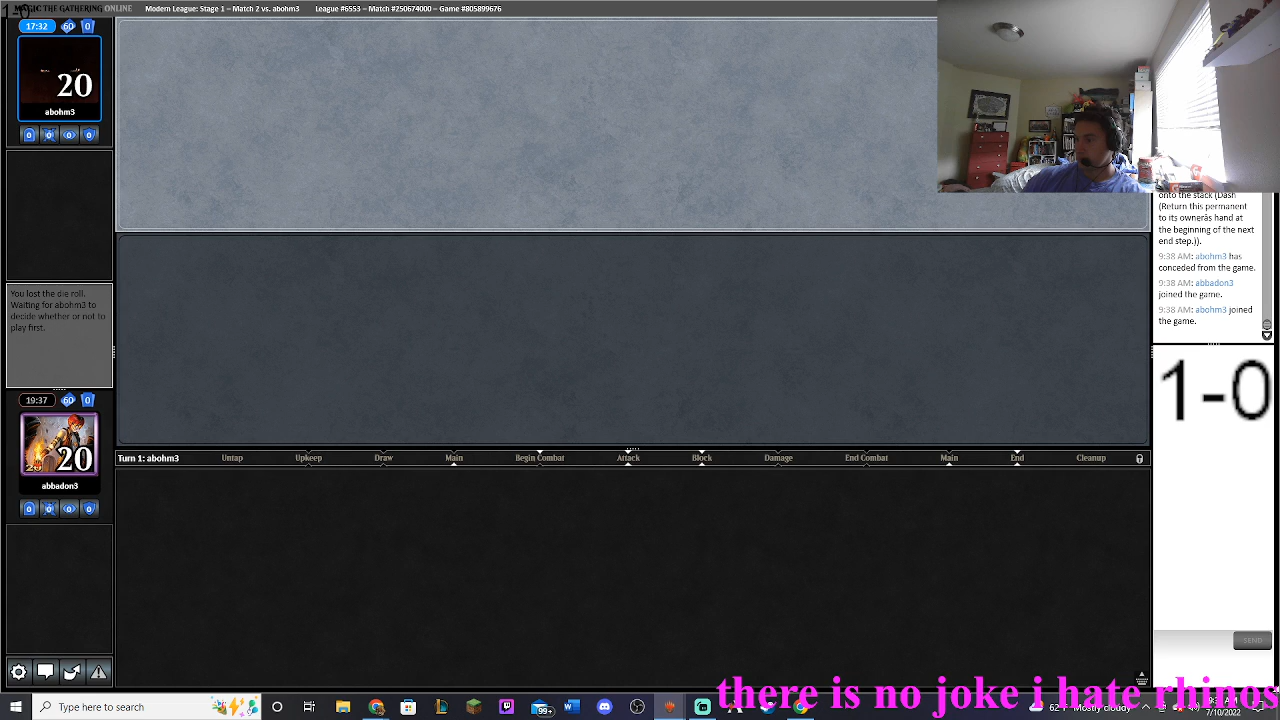 1-0
MAGIC THE GATHERING ONLINE
Modern League: Stage 1 – Match 2 vs. abohm3
League #6553 – Match #250674000 – Game #805899676
17:32
60
0
20
abohm3
0 0 0 0
You lost the die roll.
Waiting for abohm3 to
decide whether or not to
play first.
19:37
60
0
20
abbadon3
0 0 0 0
Turn 1: abohm3
Untap
Upkeep
Draw
Main
Begin Combat
Attack
Block
Damage
End Combat
Main
End
Cleanup
onto the stack (Dash
(Return this permanent
to its ownerâs hand at
the beginning of the next
end step.)).
9:38 AM: abohm3 has
conceded from the game.
9:38 AM: abbadon3
joined the game.
9:38 AM: abohm3 joined
the game.
1-0
SEND
there is no joke i hate rhinos
Type here to search
Mostly cloudy
7/10/2022